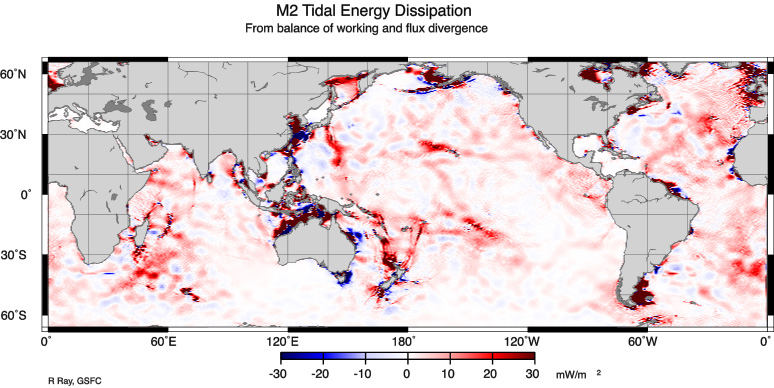 M2 Tidal Energy Dissipation
From balance of working and flux divergence
60˚N
30˚N
0˚
30˚S
60˚S
0˚ 60˚E 120˚E 180˚ 120˚W 60˚W 0˚
-30 -20 -10 0 10 20 30 mW/m 2
R Ray, GSFC